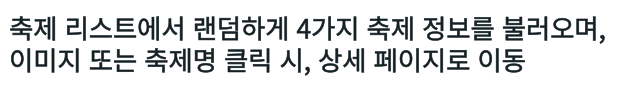 축제 리스트에서 랜덤하게 4가지 축제 정보를 불러오며,
이미지 또는 축제명 클릭 시, 상세 페이지로 이동